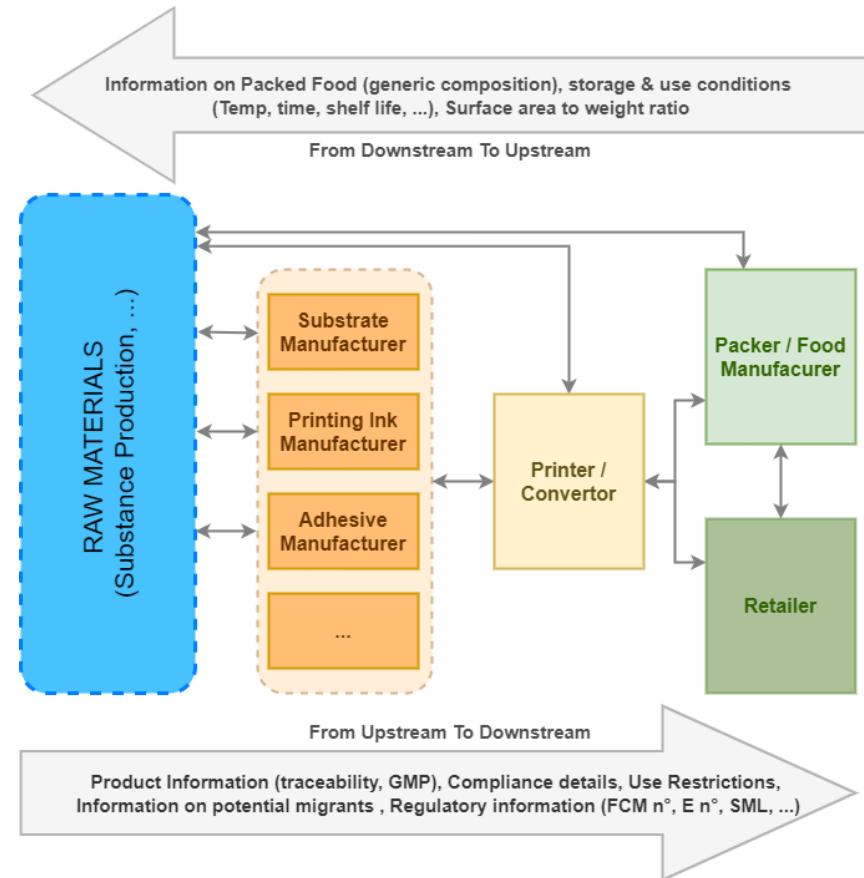 Information on Packed Food (generic composition), storage & use conditions
(Temp, time, shelf life, ...), Surface area to weight ratio
From Downstream To Upstream
RAW MATERIALS
(Substance Production, ...)
Substrate
Manufacturer
Printing Ink
Manufacturer
Adhesive
Manufacturer
...
Printer /
Convertor
Packer / Food
Manufacurer
Retailer
From Upstream To Downstream
Product Information (traceability, GMP), Compliance details, Use Restrictions,
Information on potential migrants , Regulatory information (FCM n°, E n°, SML, ...)